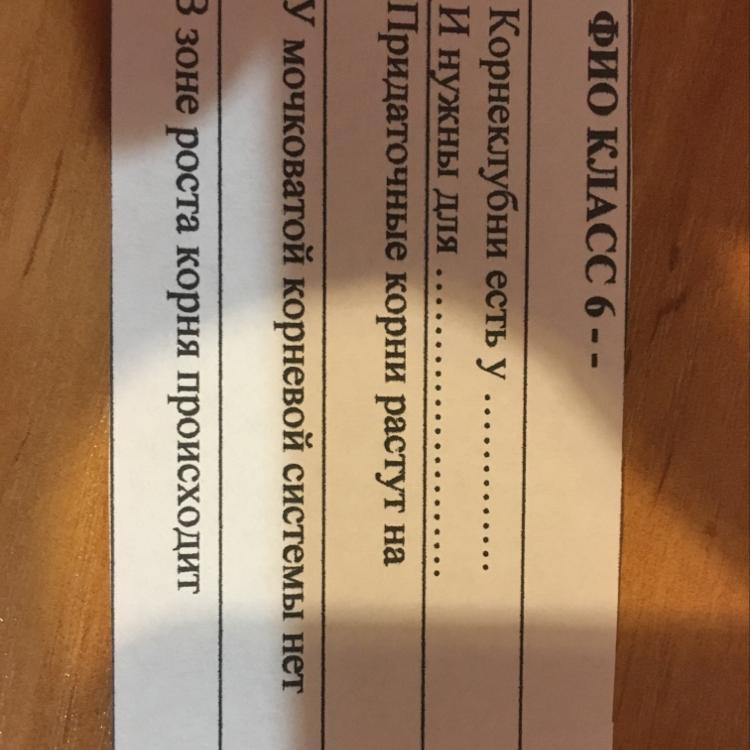 ФИО КЛАСС 6 - -
Корнеклубни есть у ..............
И нужны для ........................
Придаточные корни растут на
У мочковатой корневой системы нет
В зоне роста корня происходит